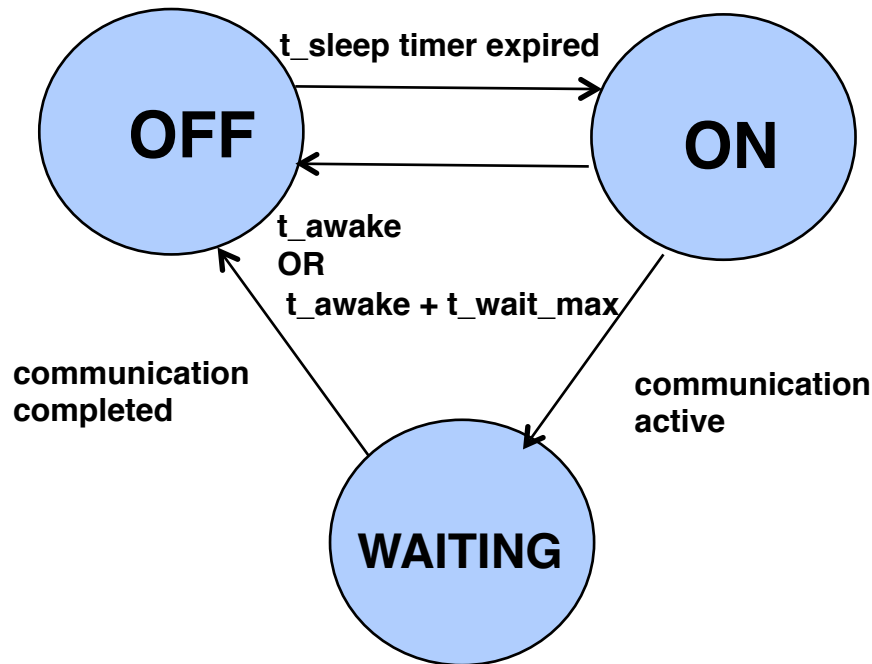 t_sleep timer expired
OFF
ON
t_awake
OR
t_awake + t_wait_max
communication
completed
communication
active
WAITING